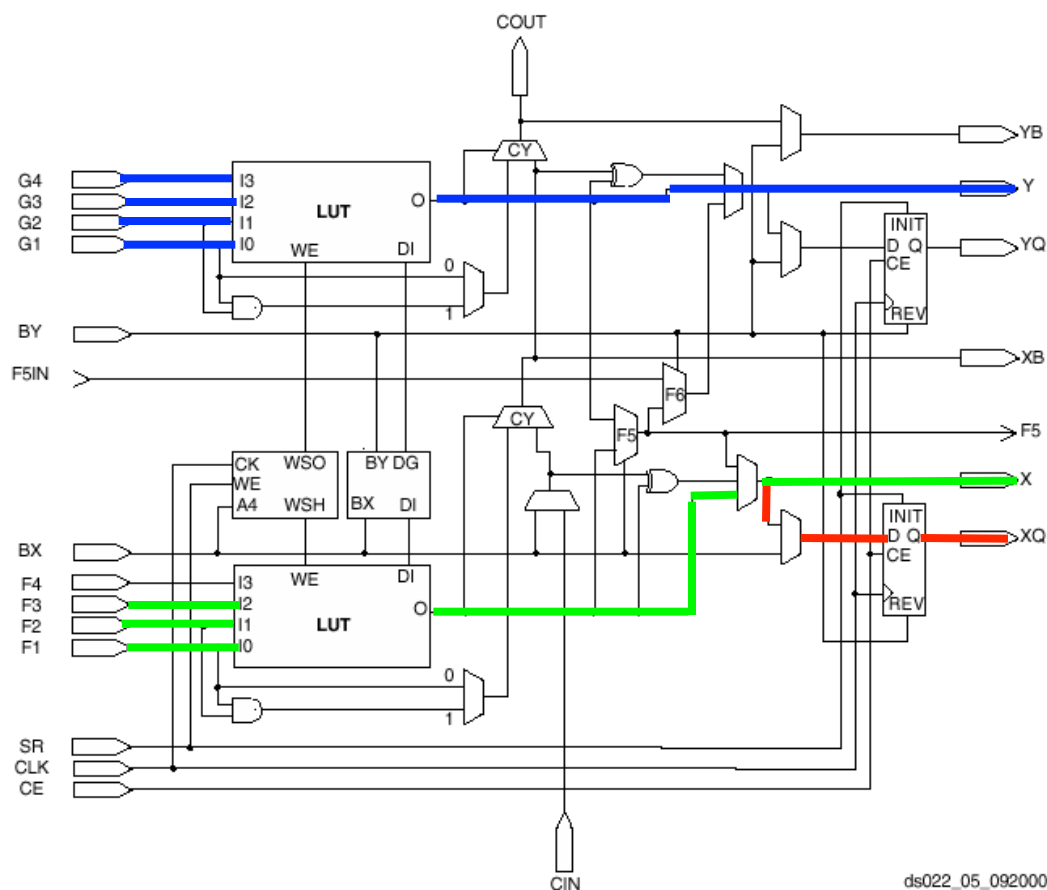 COUT
YB
CY
G4
I3
Y
G3
I2
LUT
O
G2
I1
G1
I0
INIT
WE
DI
D Q
YQ
CE
0
1
REV
BY
XB
F5IN
F6
CY
F5
F5
CK
WSO
BY DG
WE
X
A4
WSH
BX
DI
INIT
D Q
XQ
BX
CE
F4
I3
WE
DI
F3
I2
O
REV
F2
I1
LUT
F1
I0
0
1
SR
CLK
CE
CIN
ds022_05_092000